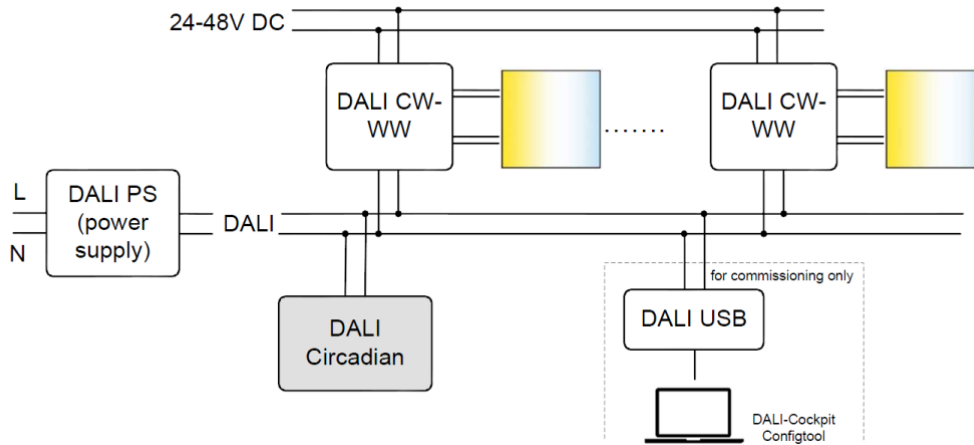 24-48V DC
DALI CW-
WW
DALI CW-
WW
.......
L
N
DALI PS
(power
supply)
DALI
for commissioning only
DALI
Circadian
DALI USB
DALI-Cockpit
Configtool